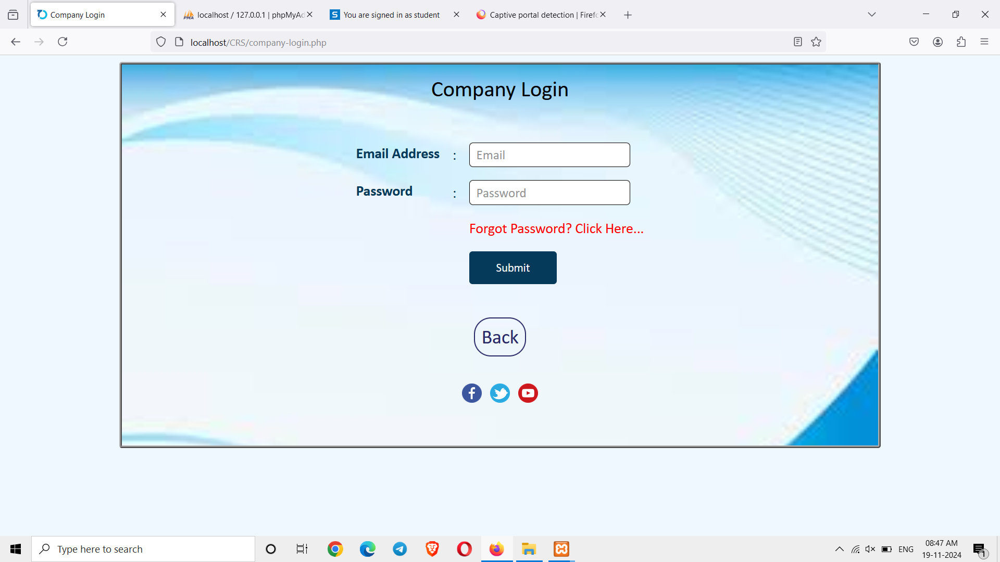 Company Login
localhost / 127.0.0.1 | phpMyAd
S You are signed in as student
Captive portal detection | Firefo
localhost/CRS/company-login.php
Company Login
Email Address : Email
Password : Password
Forgot Password? Click Here...
Submit
Back
Type here to search
ENG
08:47 AM
19-11-2024
1